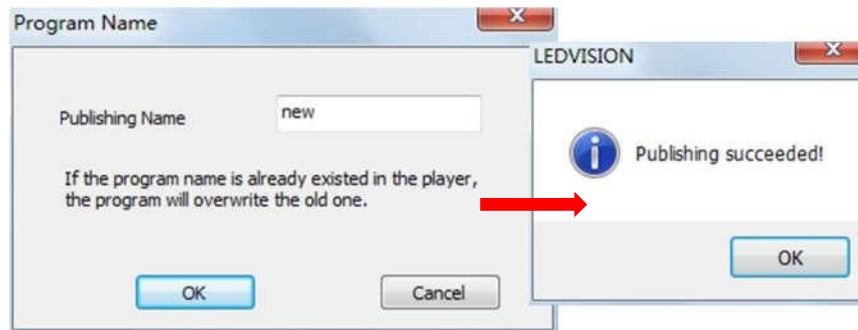 Program Name
Publishing Name
new
If the program name is already existed in the player,
the program will overwrite the old one.
OK
Cancel
LEDVISION
Publishing succeeded!
OK